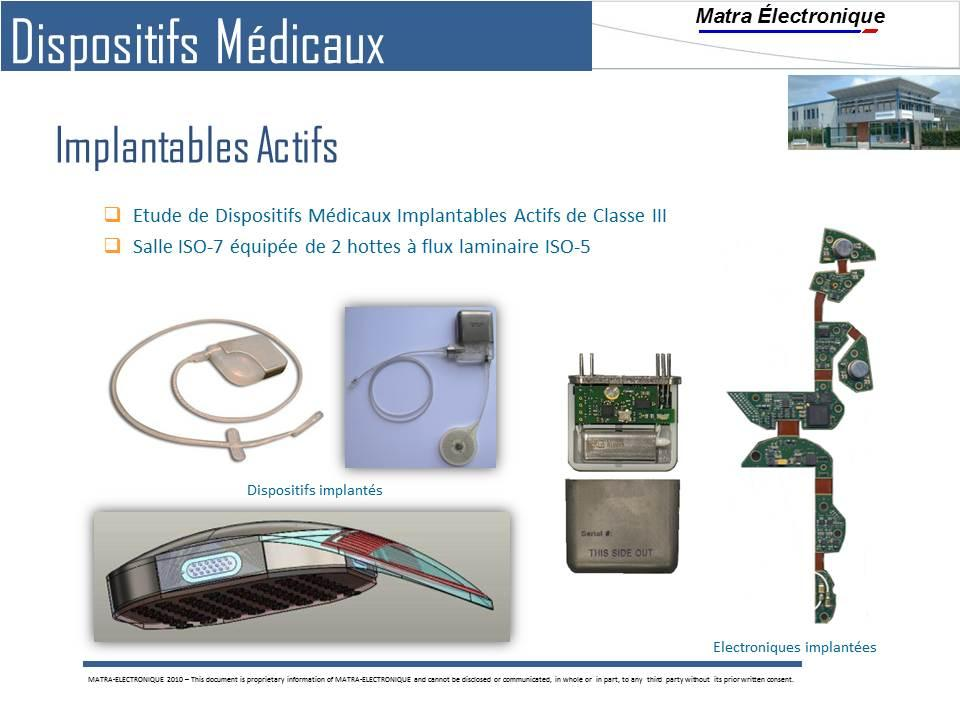 Dispositifs Médicaux
Matra Électronique
Implantables Actifs
Etude de Dispositifs Médicaux Implantables Actifs de Classe III
Salle ISO-7 équipée de 2 hottes à flux laminaire ISO-5
Dispositifs implantés
Serial #:
THIS SIDE OUT
Electroniques implantées
MATRA-ELECTRONIQUE 2010 – This document is proprietary information of MATRA-ELECTRONIQUE and cannot be disclosed or communicated, in whole or in part, to any third party without its prior written consent.